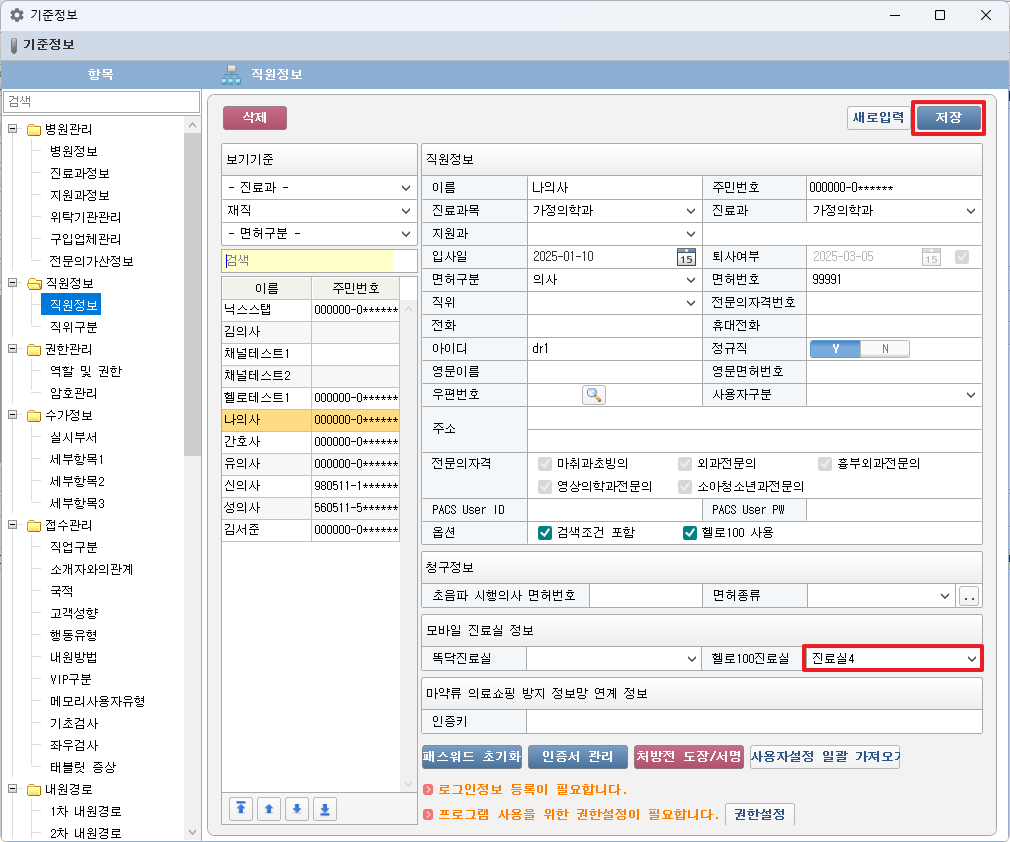 기준정보
기준정보
항목
직원정보
검색
병원관리
병원정보
진료과정보
지원과정보
위탁기관관리
구입업체관리
전문의가산정보
직원정보
직원정보
직위구분
권한관리
역할 및 권한
암호관리
수가정보
실시부서
세부항목1
세부항목2
세부항목3
접수관리
직업구분
소개자와의관계
국적
고객성향
행동유형
내원방법
VIP구분
메모리사용자유형
기초검사
좌우검사
태블릿 증상
내원경로
1차 내원경로
2차 내원경로
삭제
새로입력
저장
보기기준
- 진료과 -
재직
- 면허구분 -
검색
이름 주민번호
닉스스탭 000000-0******
김의사
채널테스트1
채널테스트2
헬로테스트1 000000-0******
나의사 000000-0******
간호사 000000-0******
유의사 000000-0******
신의사 980511-1******
성의사 560511-5******
김서준 000000-0******
직원정보
이름 나의사 주민번호 000000-0******
진료과목 가정의학과 진료과 가정의학과
지원과
입사일 2025-01-10 15 퇴사여부 2025-03-05 15
면허구분 의사 면허번호 99991
직위 전문의자격번호
전화 휴대전화
아이디 dr1 정규직 Y N
영문이름 영문면허번호
우편번호 사용자구분
주소
전문의자격 마취과초빙의 외과전문의 흉부외과전문의
영상의학과전문의 소아청소년과전문의
PACS User ID PACS User PW
옵션 검색조건 포함 헬로100 사용
청구정보
초음파 시행의사 면허번호 면허종류 ..
모바일 진료실 정보
똑닥진료실 헬로100진료실 진료실4
마약류 의료쇼핑 방지 정보망 연계 정보
인증키
패스워드 초기화 인증서 관리 처방전 도장/서명 사용자설정 일괄 가져오기
로그인정보 등록이 필요합니다.
프로그램 사용을 위한 권한설정이 필요합니다. 권한설정